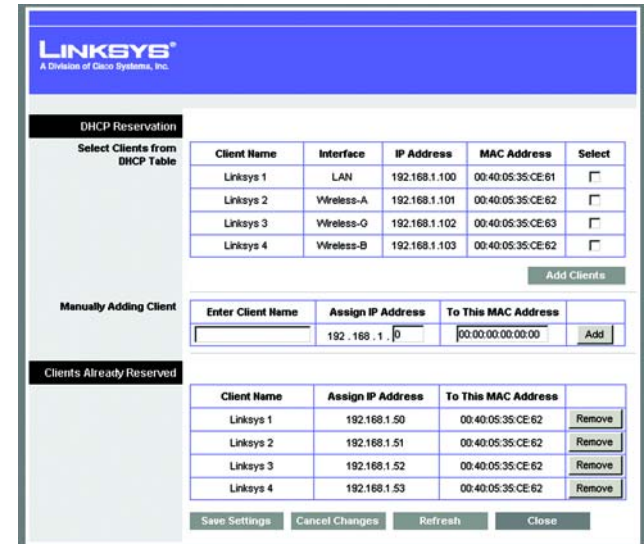 LINKSYS®
A Division of Cisco Systems, Inc.
DHCP Reservation
Select Clients from DHCP Table
Client Name Interface IP Address MAC Address Select
Linksys 1 LAN 192.168.1.100 00:40:05:35:CE:61
Linksys 2 Wireless-A 192.168.1.101 00:40:05:35:CE:62
Linksys 3 Wireless-G 192.168.1.102 00:40:05:35:CE:63
Linksys 4 Wireless-B 192.168.1.103 00:40:05:35:CE:62
Add Clients
Manually Adding Client
Enter Client Name Assign IP Address To This MAC Address
192 . 168 . 1 . 0 00:00:00:00:00:00 Add
Clients Already Reserved
Client Name Assign IP Address To This MAC Address
Linksys 1 192.168.1.50 00:40:05:35:CE:62 Remove
Linksys 2 192.168.1.51 00:40:05:35:CE:62 Remove
Linksys 3 192.168.1.52 00:40:05:35:CE:62 Remove
Linksys 4 192.168.1.53 00:40:05:35:CE:62 Remove
Save Settings Cancel Changes Refresh Close